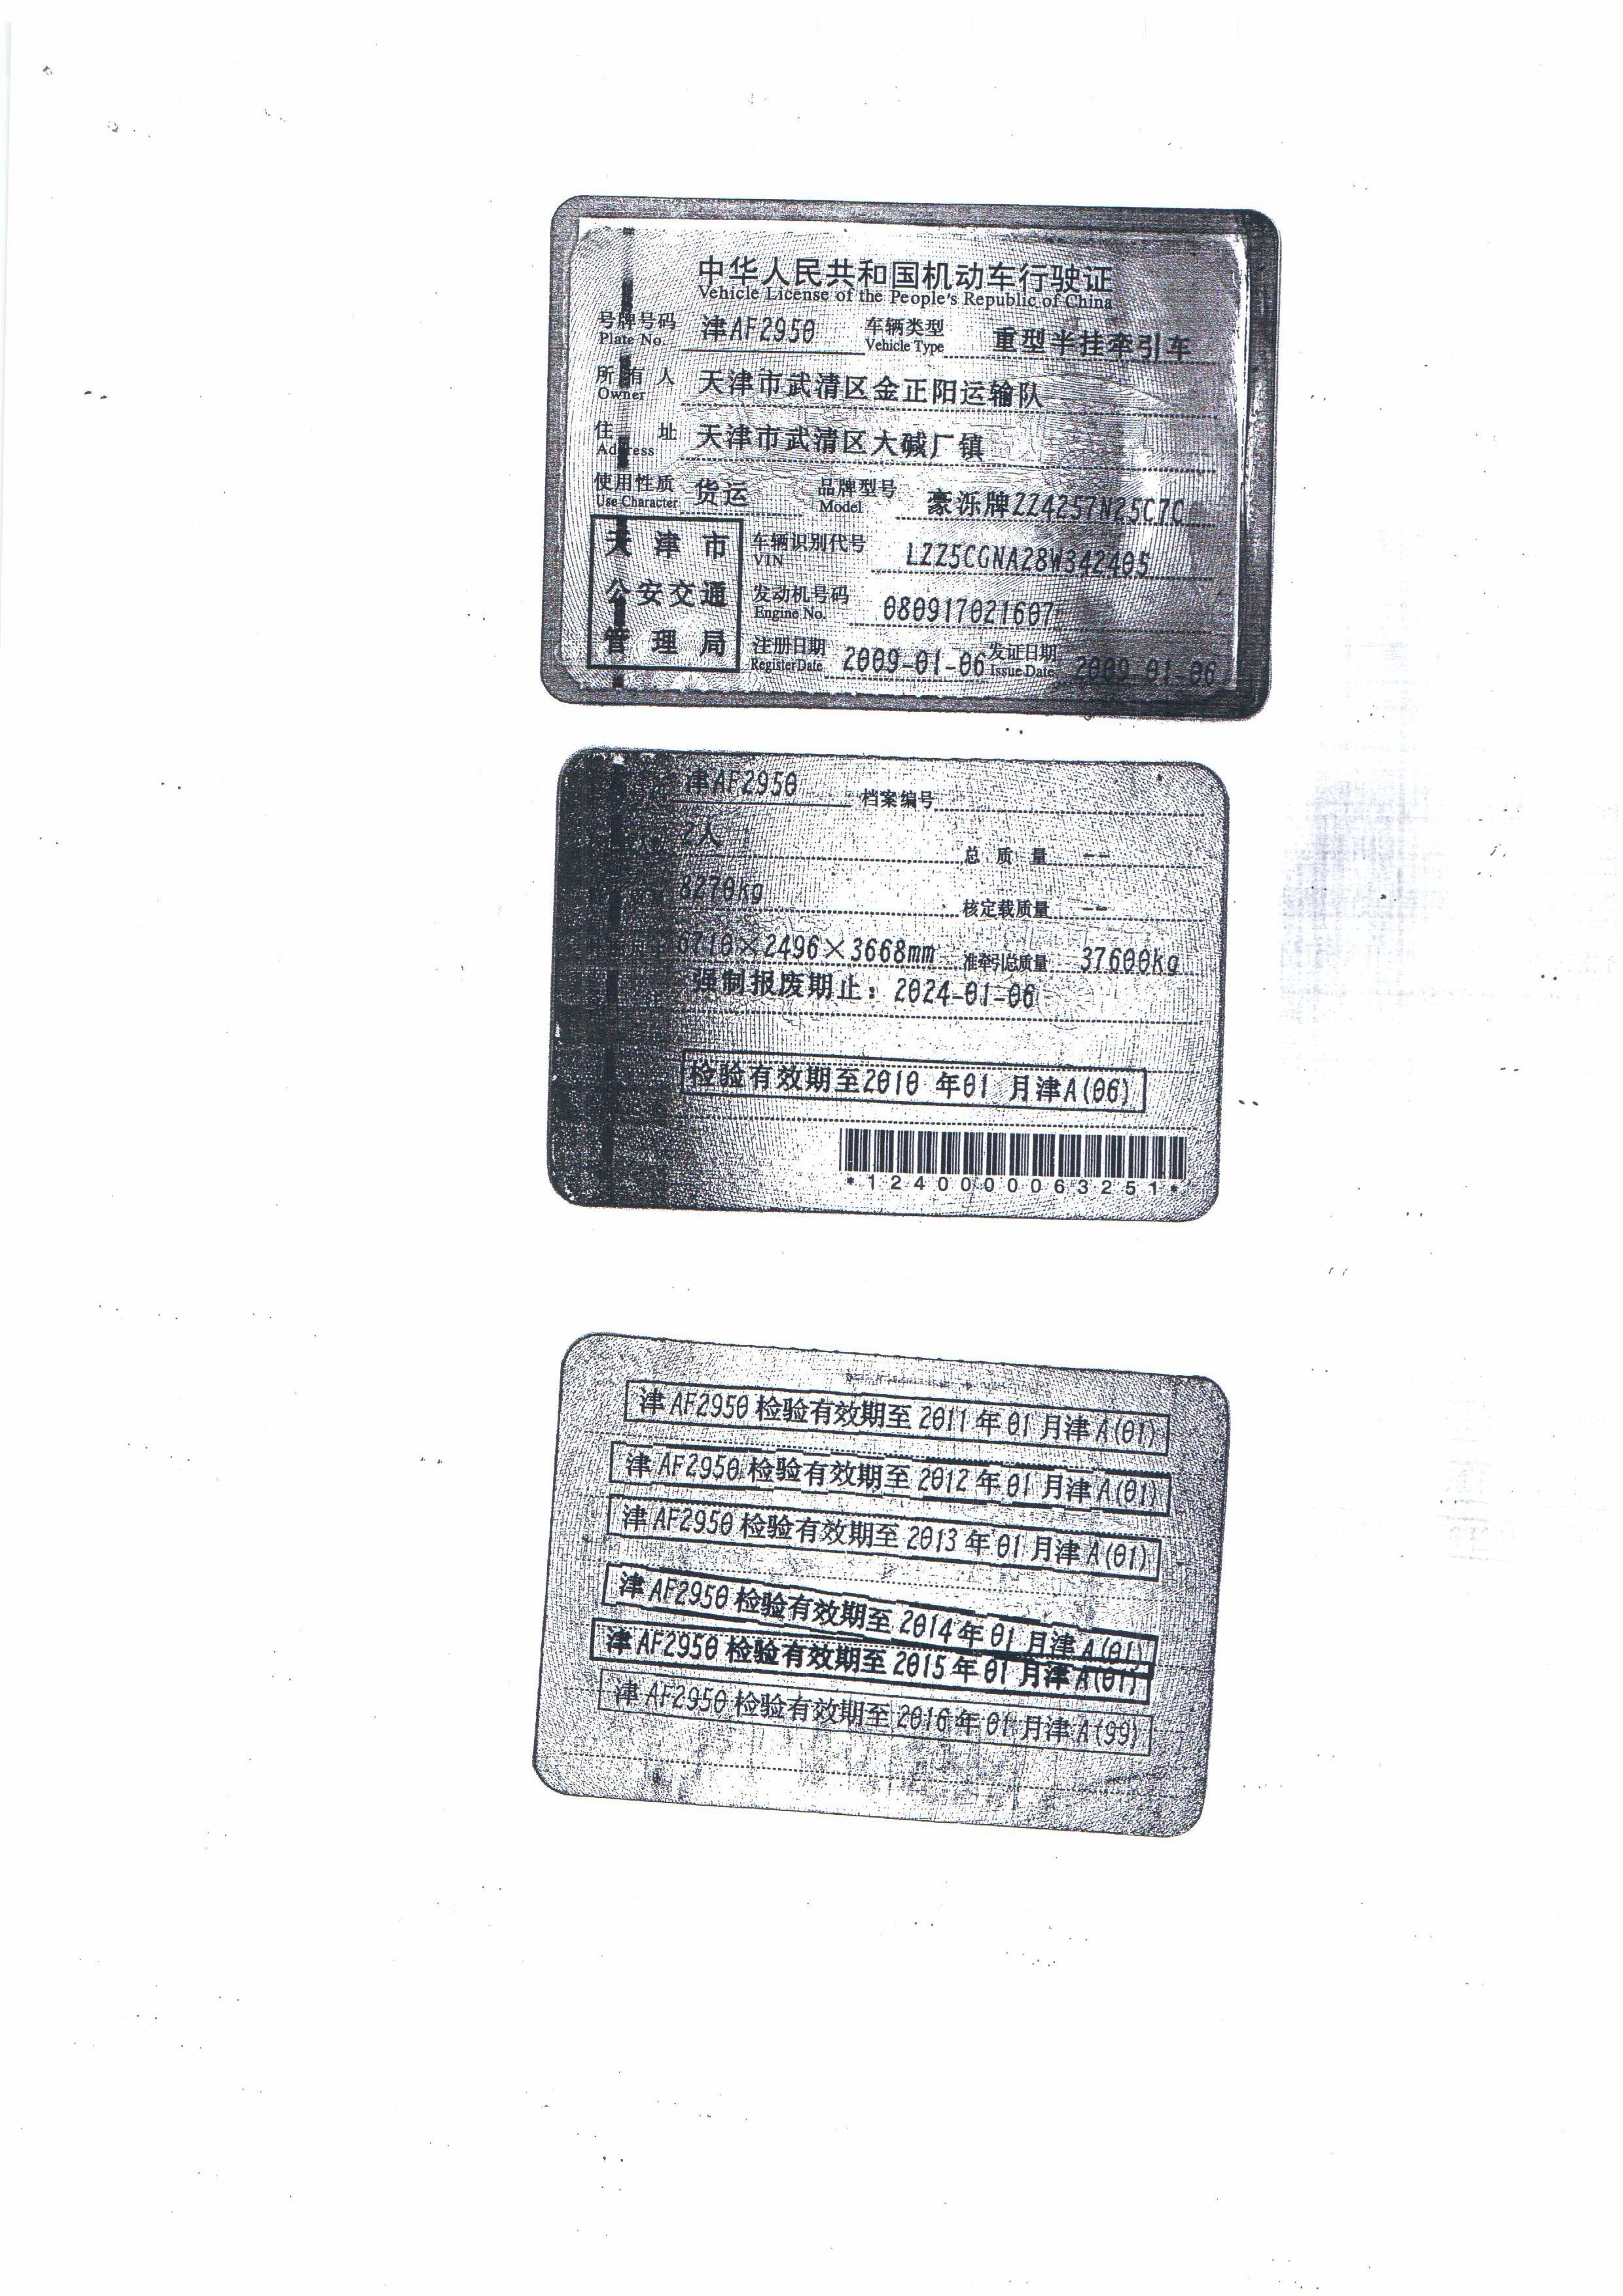 中华人民共和国机动车行驶证
Vehicle License of the People's Republic of China
号牌号码 津AF2950 车辆类型 重型半挂牵引车
Plate No. Vehicle Type
所有人 天津市武清区金正阳运输队
Owner
住址 天津市武清区大碱厂镇
Address
使用性质 货运 品牌型号 豪泺牌ZZ4257N25C7C
Use Character Model
天津市 车辆识别代号 LZZ5CGNA28W342405
VIN
公安交通 发动机号码 080917021607
Engine No.
管理局 注册日期 2009-01-06 发证日期 2009-01-06
Register Date Issue Date
津AF2950 档案编号
2人 总质量 --
8270kg 核定载质量 --
6710×2496×3668mm 准牵引总质量 37600kg
强制报废期止：2024-01-06
检验有效期至2010 年01 月津A(06)
*1240000063251*
津AF2950检验有效期至2011年01月津A(01)
津AF2950检验有效期至2012年01月津A(01)
津AF2950检验有效期至2013年01月津A(01)
津AF2950检验有效期至2014年01月津A(01)
津AF2950检验有效期至2015年01月津A(01)
津AF2950检验有效期至2016年01月津A(99)